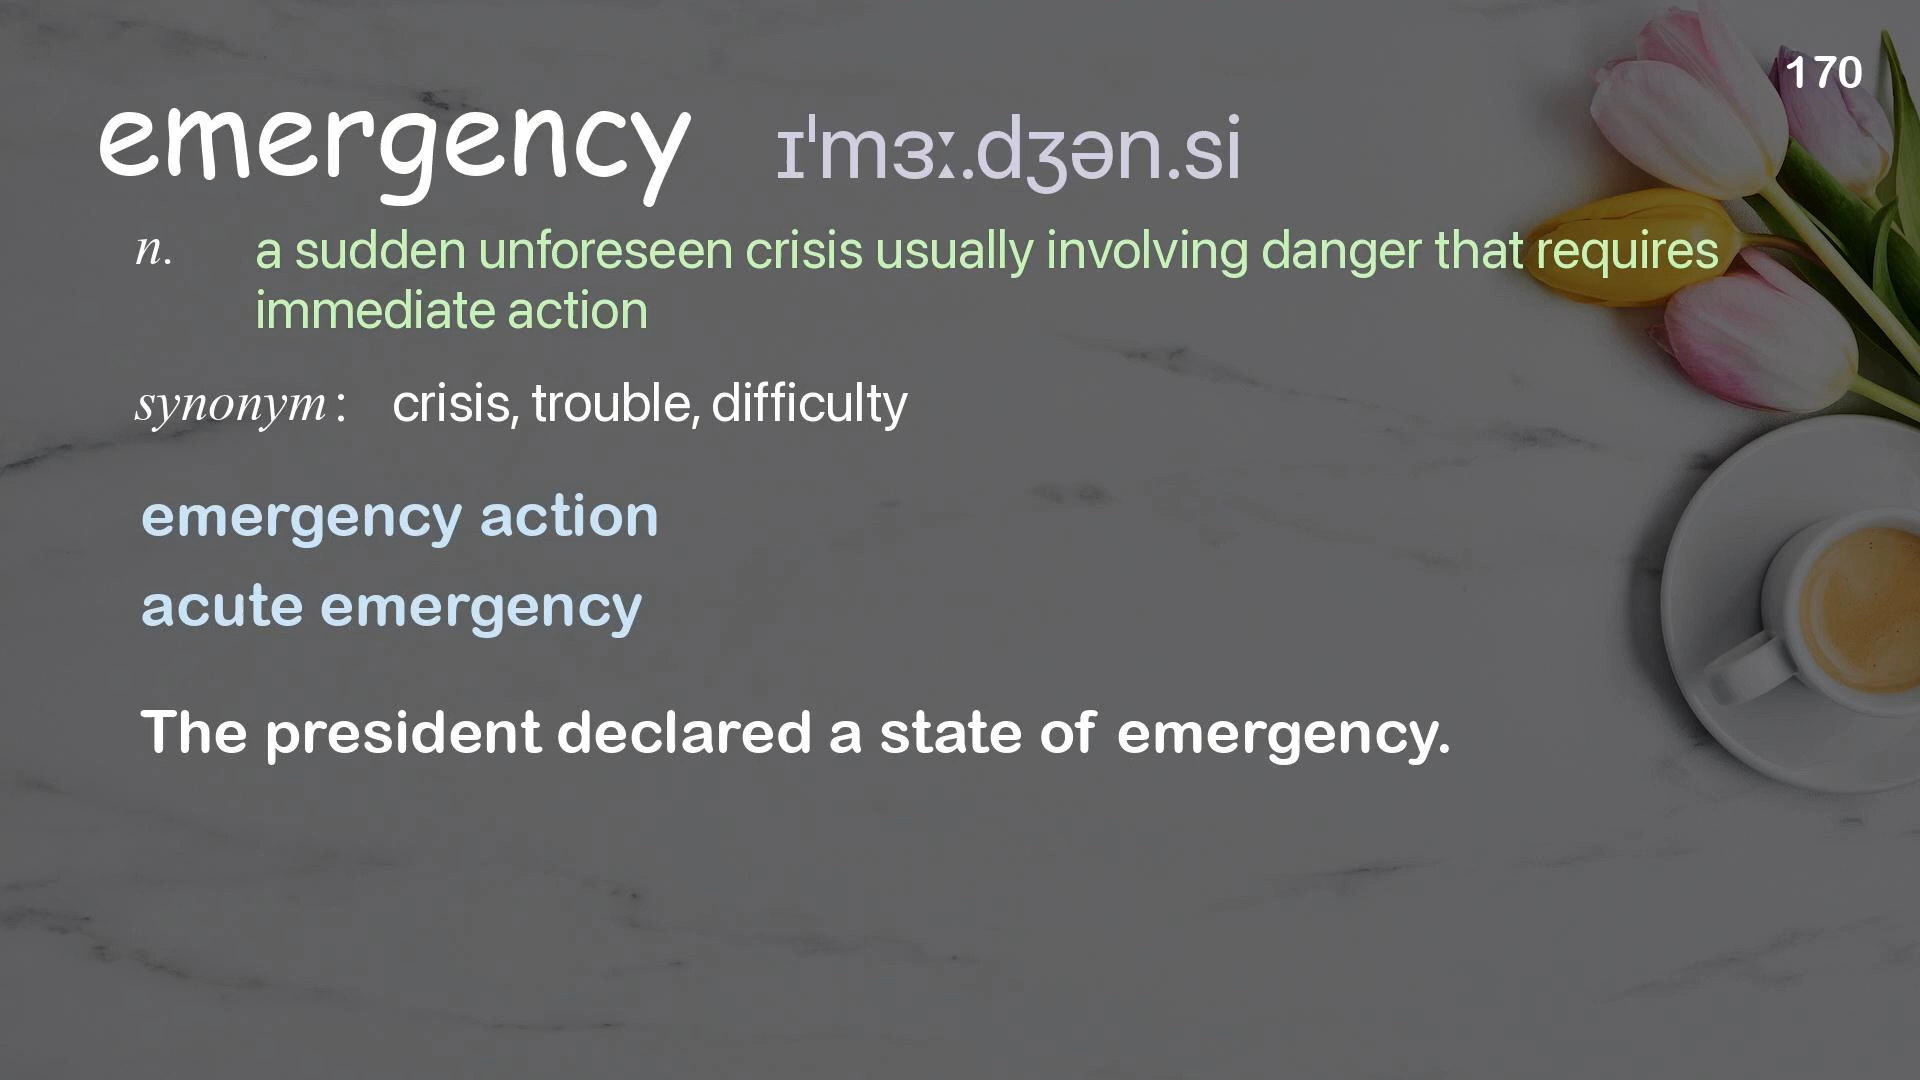 170
emergency ɪˈmɜː.dʒən.si
n. a sudden unforeseen crisis usually involving danger that requires
immediate action
synonym: crisis, trouble, difficulty
emergency action
acute emergency
The president declared a state of emergency.